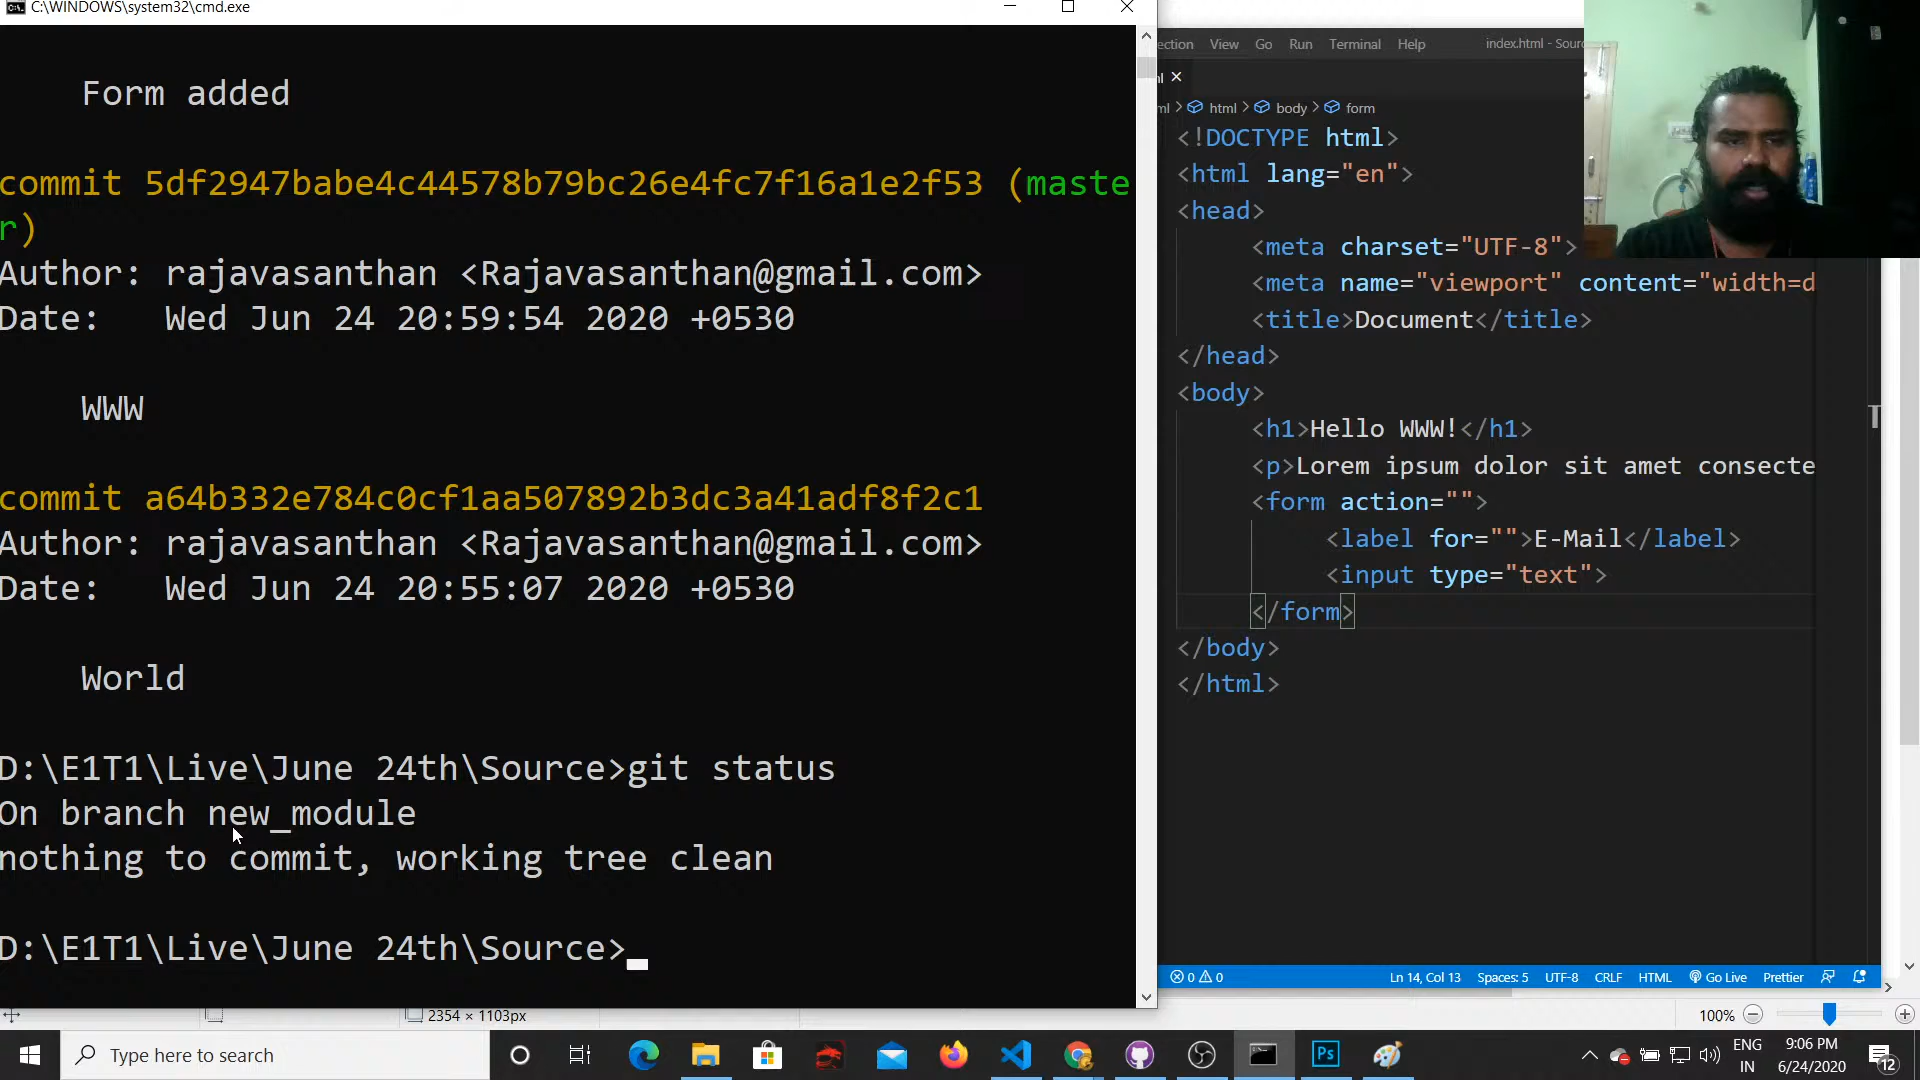 C:\WINDOWS\system32\cmd.exe
Form added
commit 5df2947babe4c44578b79bc26e4fc7f16a1e2f53 (maste
r)
Author: rajavasanthan <Rajavasanthan@gmail.com>
Date:   Wed Jun 24 20:59:54 2020 +0530
WWW
commit a64b332e784c0cf1aa507892b3dc3a41adf8f2c1
Author: rajavasanthan <Rajavasanthan@gmail.com>
Date:   Wed Jun 24 20:55:07 2020 +0530
World
D:\E1T1\Live\June 24th\Source>git status
On branch new_module
nothing to commit, working tree clean
D:\E1T1\Live\June 24th\Source>
ection View Go Run Terminal Help index.html - Sour
ml > html > body > form
<!DOCTYPE html>
<html lang="en">
<head>
<meta charset="UTF-8">
<meta name="viewport" content="width=d
<title>Document</title>
</head>
<body>
<h1>Hello WWW!</h1>
<p>Lorem ipsum dolor sit amet consecte
<form action="">
<label for="">E-Mail</label>
<input type="text">
</form>
</body>
</html>
0 0 Ln 14, Col 13 Spaces: 5 UTF-8 CRLF HTML Go Live Prettier
2354 × 1103px 100%
Type here to search
Ps
ENG
IN
9:06 PM
6/24/2020
12